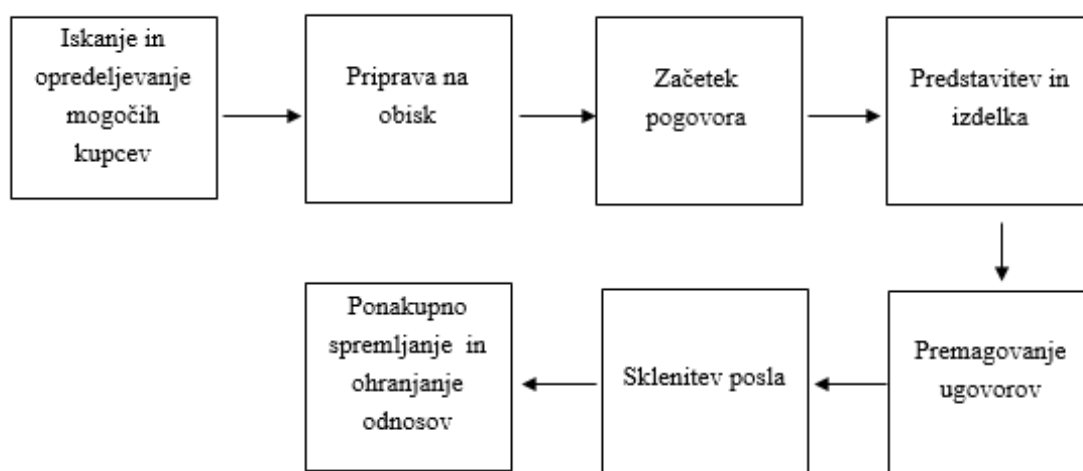 Iskanje in
opredeljevanje
mogočih
kupcev
Priprava na
obisk
Začetek
pogovora
Predstavitev in
izdelka
Premagovanje
ugovorov
Sklenitev posla
Ponakupno
spremljanje in
ohranjanje
odnosov